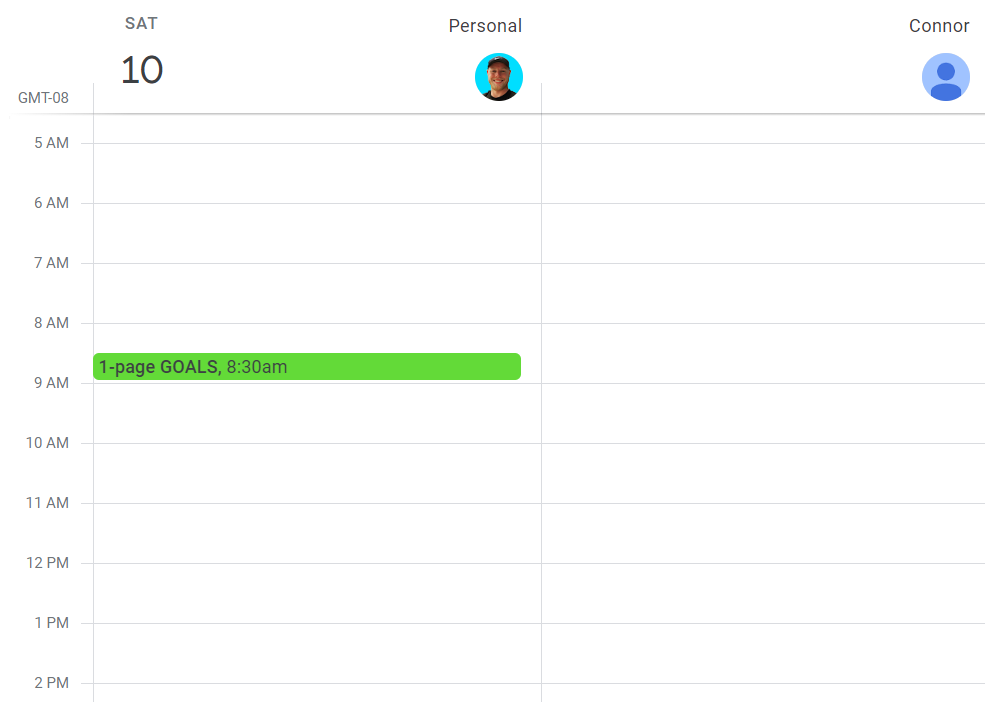 SAT
Personal
Connor
10
GMT-08
5 AM
6 AM
7 AM
8 AM
1-page GOALS, 8:30am
9 AM
10 AM
11 AM
12 PM
1 PM
2 PM